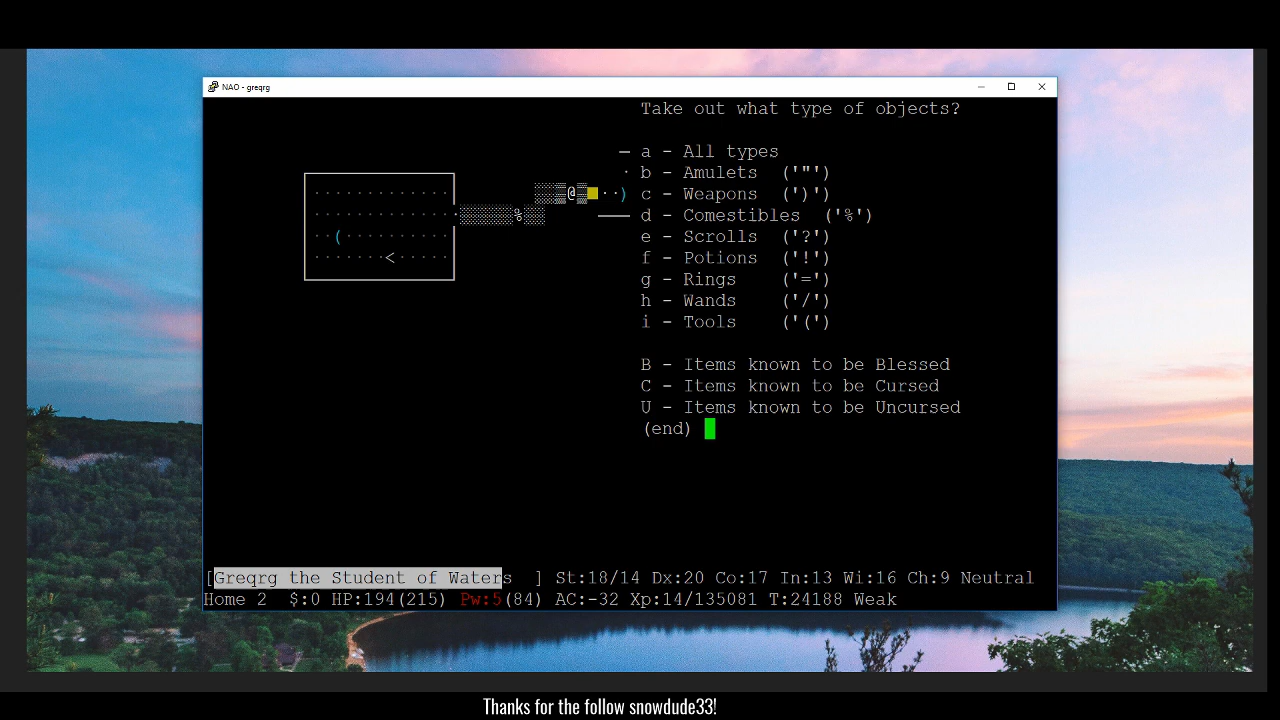 NAO - greqrg
Take out what type of objects?
a - All types
b - Amulets ('"')
c - Weapons (')')
d - Comestibles ('%')
e - Scrolls ('?')
f - Potions ('!')
g - Rings ('=')
h - Wands ('/')
i - Tools ('(')
B - Items known to be Blessed
C - Items known to be Cursed
U - Items known to be Uncursed
(end)
[Greqrg the Student of Waters ] St:18/14 Dx:20 Co:17 In:13 Wi:16 Ch:9 Neutral
Home 2 $:0 HP:194(215) Pw:5(84) AC:-32 Xp:14/135081 T:24188 Weak
Thanks for the follow snowdude33!